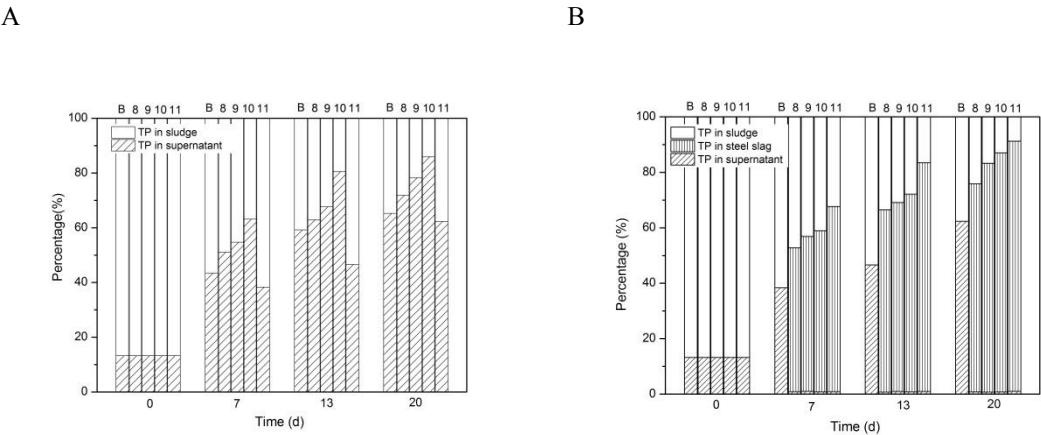 A
B
B 8 9 10 11 B 8 9 10 11 B 8 9 10 11 B 8 9 10 11
100
80
60
40
20
0
Percentage(%)
TP in sludge
TP in supernatant
0 7 13 20
Time (d)
B 8 9 10 11 B 8 9 10 11 B 8 9 10 11 B 8 9 10 11
100
80
60
40
20
0
Percentage (%)
TP in sludge
TP in steel slag
TP in supernatant
0 7 13 20
Time (d)